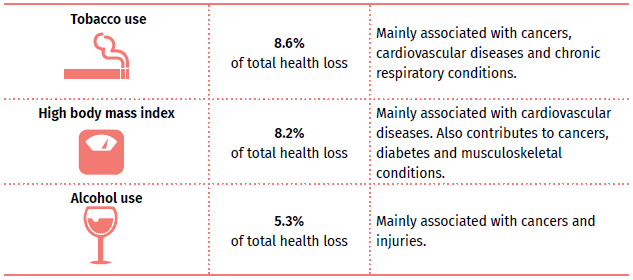 Tobacco use
8.6%
of total health loss
Mainly associated with cancers,
cardiovascular diseases and chronic
respiratory conditions.
High body mass index
8.2%
of total health loss
Mainly associated with cardiovascular
diseases. Also contributes to cancers,
diabetes and musculoskeletal
conditions.
Alcohol use
5.3%
of total health loss
Mainly associated with cancers and
injuries.